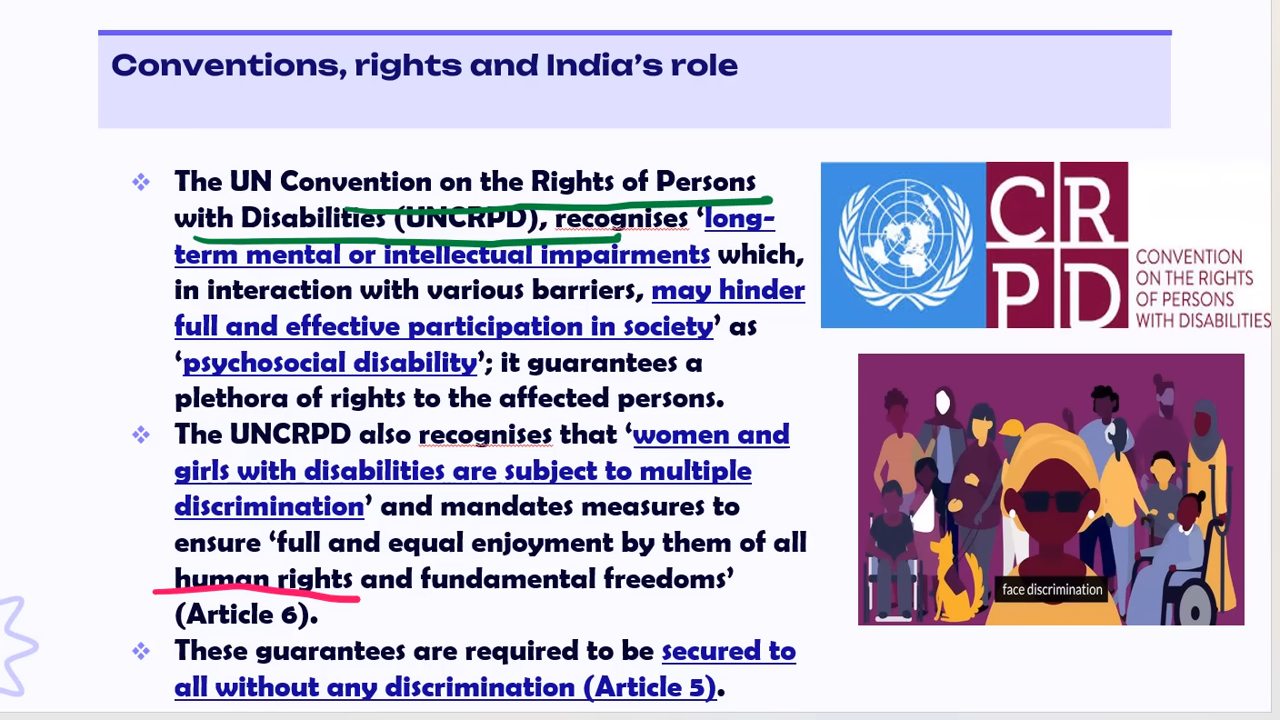 Conventions, rights and India's role
The UN Convention on the Rights of Persons
with Disabilities (UNCRPD), recognises ‘long-
term mental or intellectual impairments which,
in interaction with various barriers, may hinder
full and effective participation in society’ as
‘psychosocial disability’; it guarantees a
plethora of rights to the affected persons.
The UNCRPD also recognises that ‘women and
girls with disabilities are subject to multiple
discrimination’ and mandates measures to
ensure ‘full and equal enjoyment by them of all
human rights and fundamental freedoms’
(Article 6).
These guarantees are required to be secured to
all without any discrimination (Article 5).
CR
PD
CONVENTION
ON THE RIGHTS
OF PERSONS
WITH DISABILITIES
face discrimination